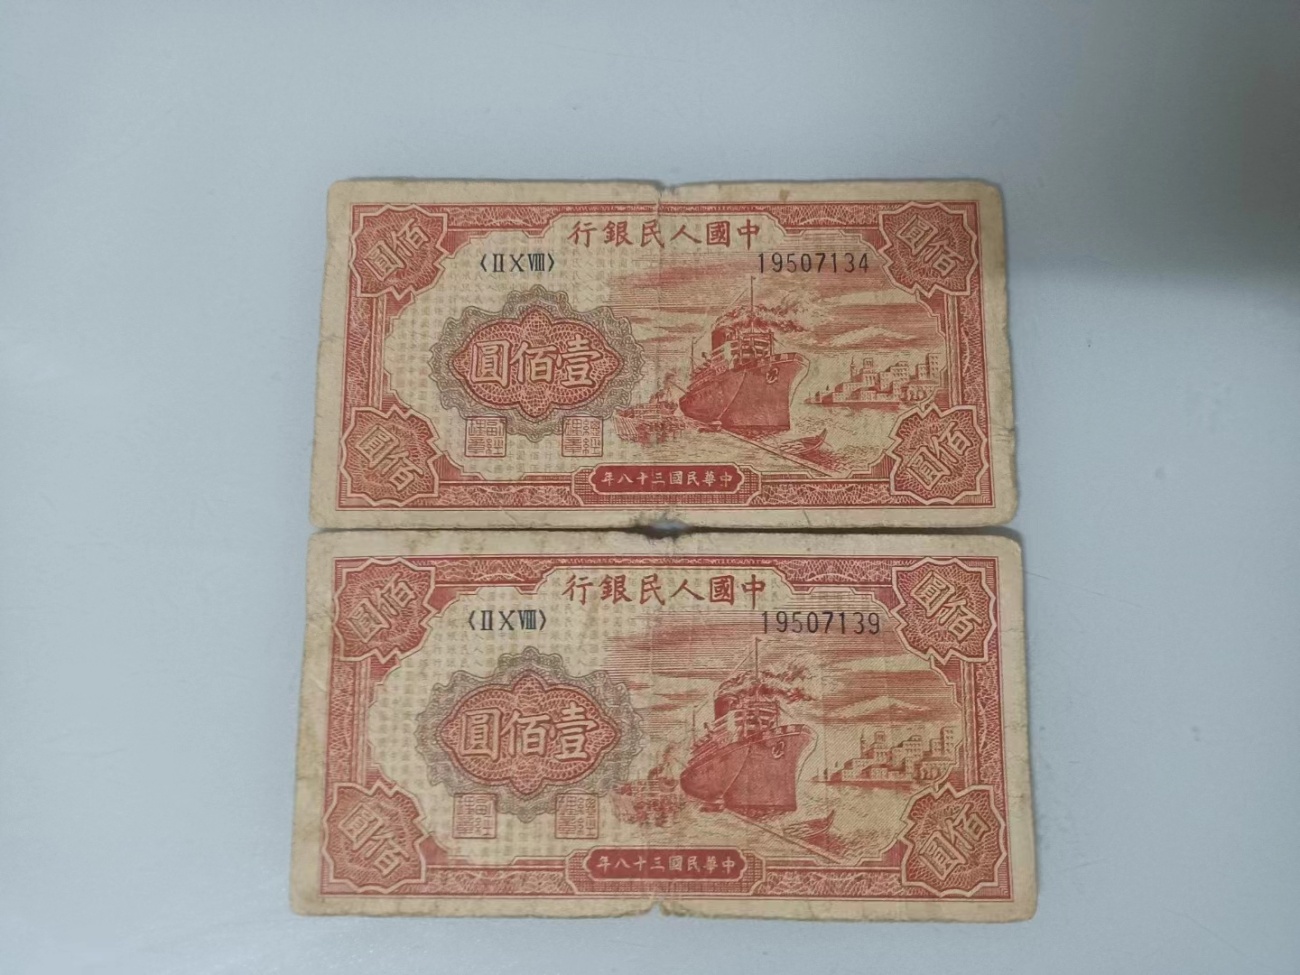 行銀民人國中
〈ⅡⅩⅧ〉 19507134
圓佰 圓佰
圓佰壹
年八十三國民華中
圓佰 圓佰
行銀民人國中
〈ⅡⅩⅧ〉 19507139
圓佰 圓佰
圓佰壹
年八十三國民華中
圓佰 圓佰